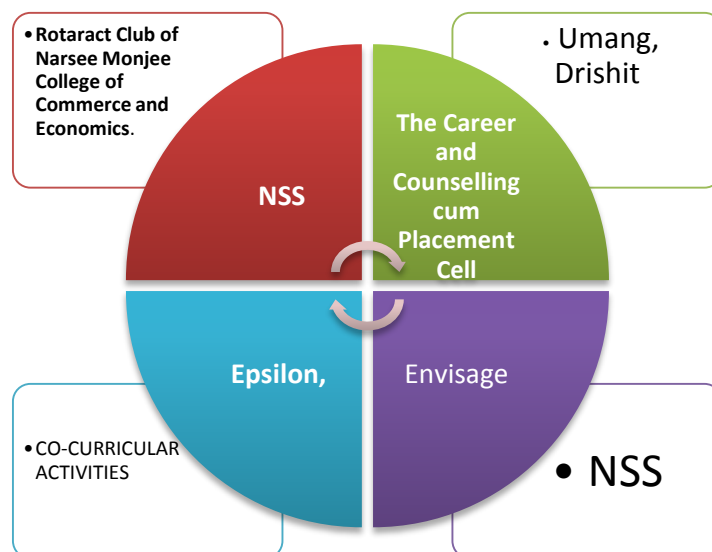 • Rotaract Club of
Narsee Monjee
College of
Commerce and
Economics.
• Umang,
Drishit
NSS
The Career
and
Counselling
cum
Placement
Cell
Epsilon,
Envisage
• CO-CURRICULAR
ACTIVITIES
• NSS